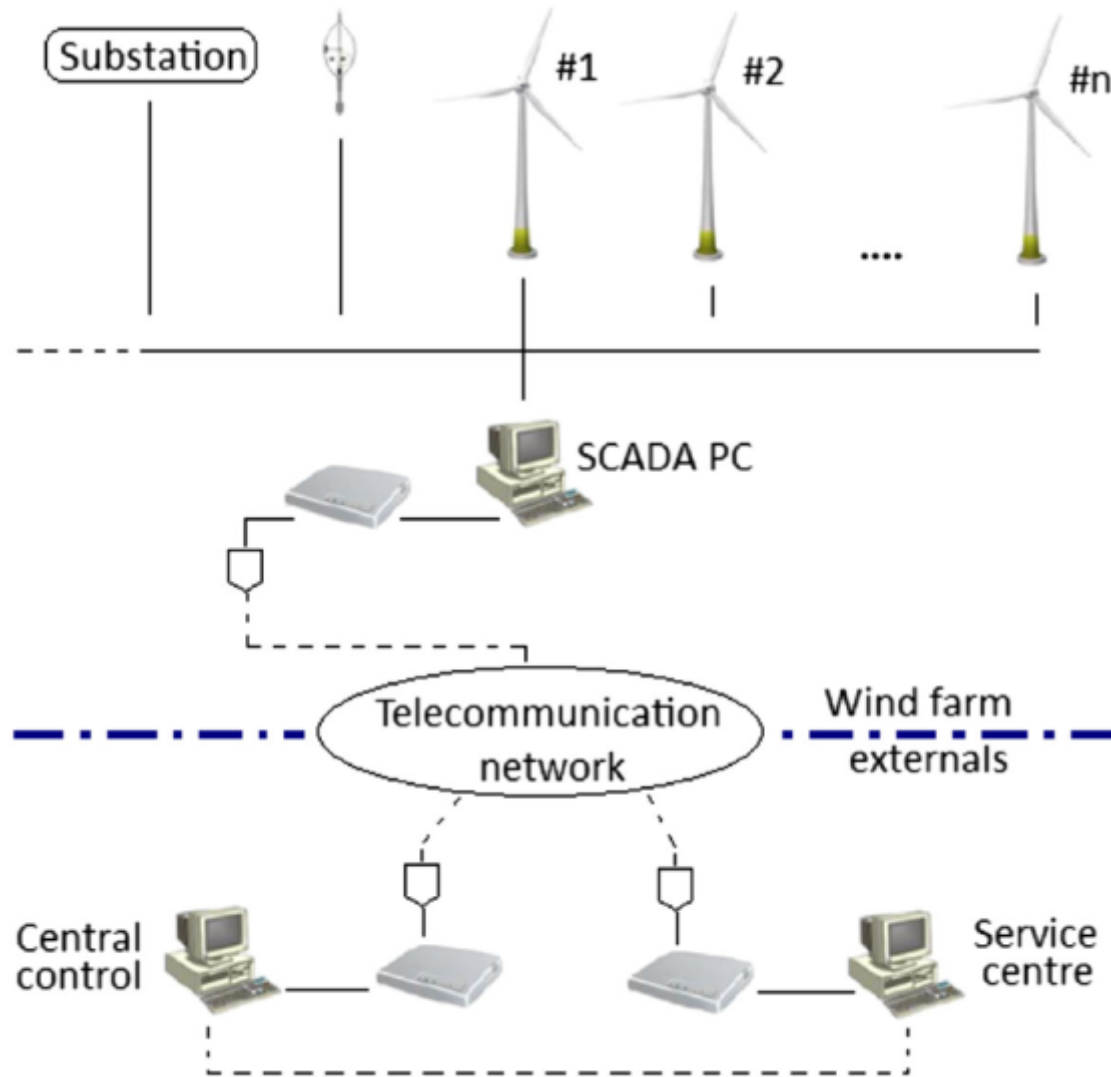 Substation
#1
#2
#n
....
SCADA PC
Telecommunication
network
Wind farm
externals
Central
control
Service
centre